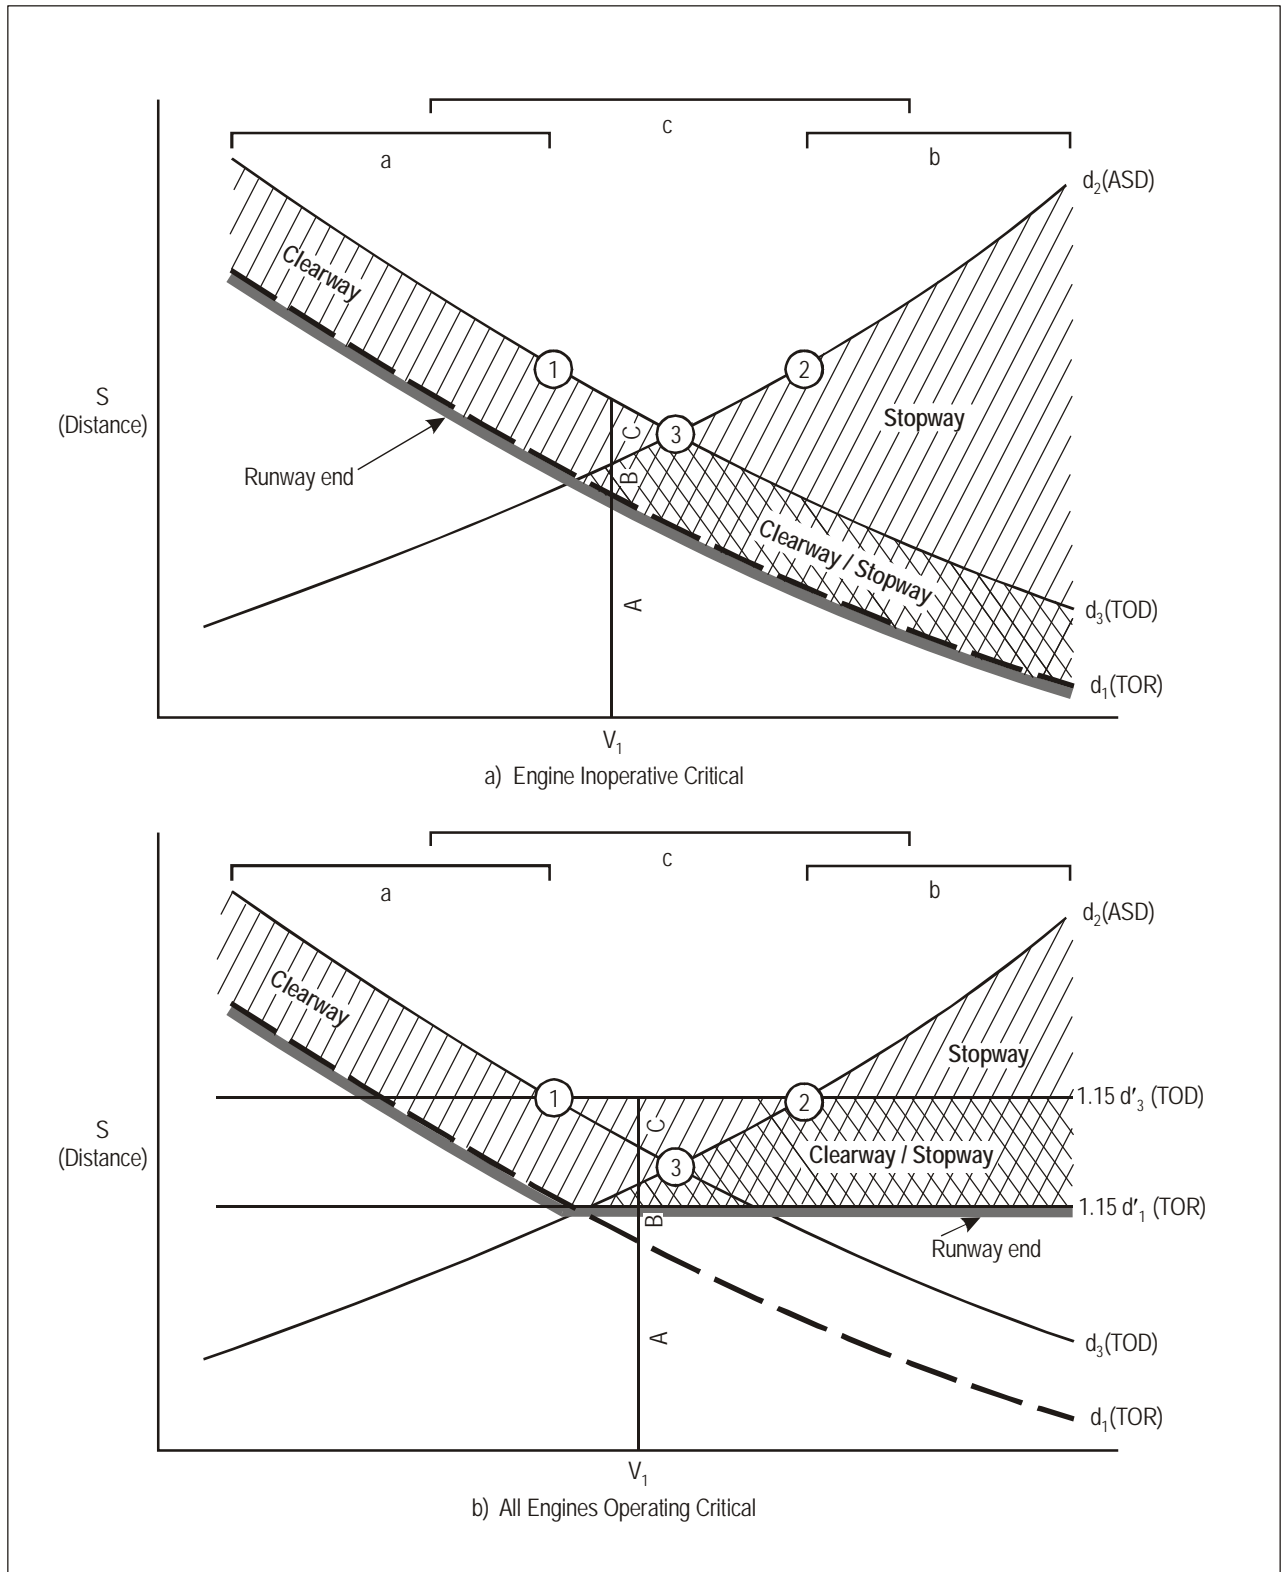 c
a
b
d₂(ASD)
Clearway
1
2
S
(Distance)
C
3
Stopway
Runway end
B
Clearway / Stopway
A
d₃(TOD)
d₁(TOR)
V₁
a) Engine Inoperative Critical
c
a
b
d₂(ASD)
Clearway
Stopway
1
2
1.15 d′₃ (TOD)
S
(Distance)
C
3
Clearway / Stopway
B
1.15 d′₁ (TOR)
Runway end
A
d₃(TOD)
d₁(TOR)
V₁
b) All Engines Operating Critical